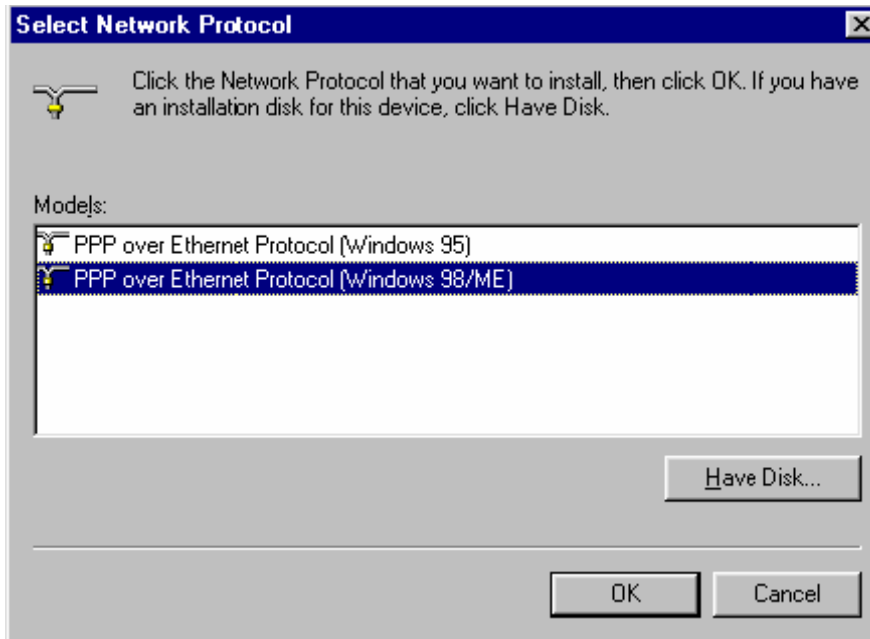 Select Network Protocol
Click the Network Protocol that you want to install, then click OK. If you have
an installation disk for this device, click Have Disk.
Models:
PPP over Ethernet Protocol (Windows 95)
PPP over Ethernet Protocol (Windows 98/ME)
Have Disk...
OK
Cancel